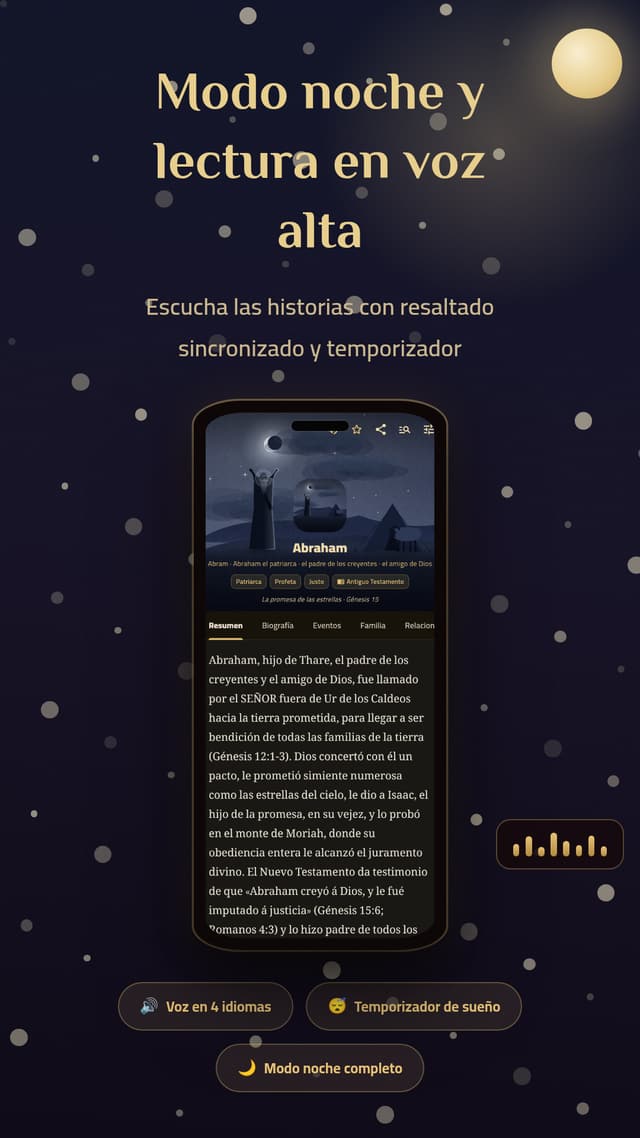 Modo noche y
lectura en voz
alta
Escucha las historias con resaltado
sincronizado y temporizador
Abraham
Abram · Abraham el patriarca · el padre de los creyentes · el amigo de Dios
Patriarca Profeta Justo Antiguo Testamento
La promesa de las estrellas · Génesis 15
Resumen Biografía Eventos Familia Relacion
Abraham, hijo de Thare, el padre de los
creyentes y el amigo de Dios, fue llamado
por el SEÑOR fuera de Ur de los Caldeos
hacia la tierra prometida, para llegar a ser
bendición de todas las familias de la tierra
(Génesis 12:1-3). Dios concertó con él un
pacto, le prometió simiente numerosa
como las estrellas del cielo, le dio a Isaac, el
hijo de la promesa, en su vejez, y lo probó
en el monte de Moriah, donde su
obediencia entera le alcanzó el juramento
divino. El Nuevo Testamento da testimonio
de que «Abraham creyó á Dios, y le fué
imputado á justicia» (Génesis 15:6;
Romanos 4:3) y lo hizo padre de todos los
🔊 Voz en 4 idiomas
😴 Temporizador de sueño
🌙 Modo noche completo